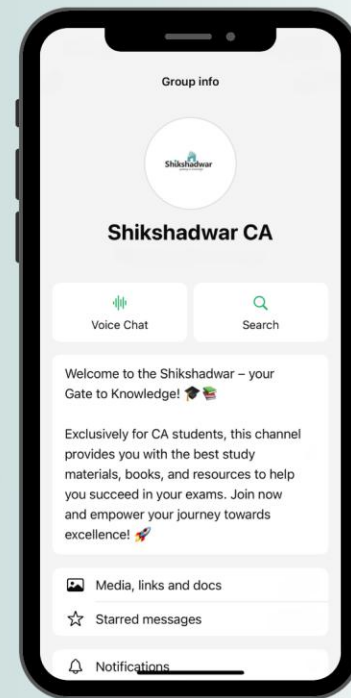 Group info
Shikshadwar
Shikshadwar CA
Voice Chat
Search
Welcome to the Shikshadwar – your
Gate to Knowledge! 🎓📚
Exclusively for CA students, this channel
provides you with the best study
materials, books, and resources to help
you succeed in your exams. Join now
and empower your journey towards
excellence! 🚀
Media, links and docs
Starred messages
Notifications